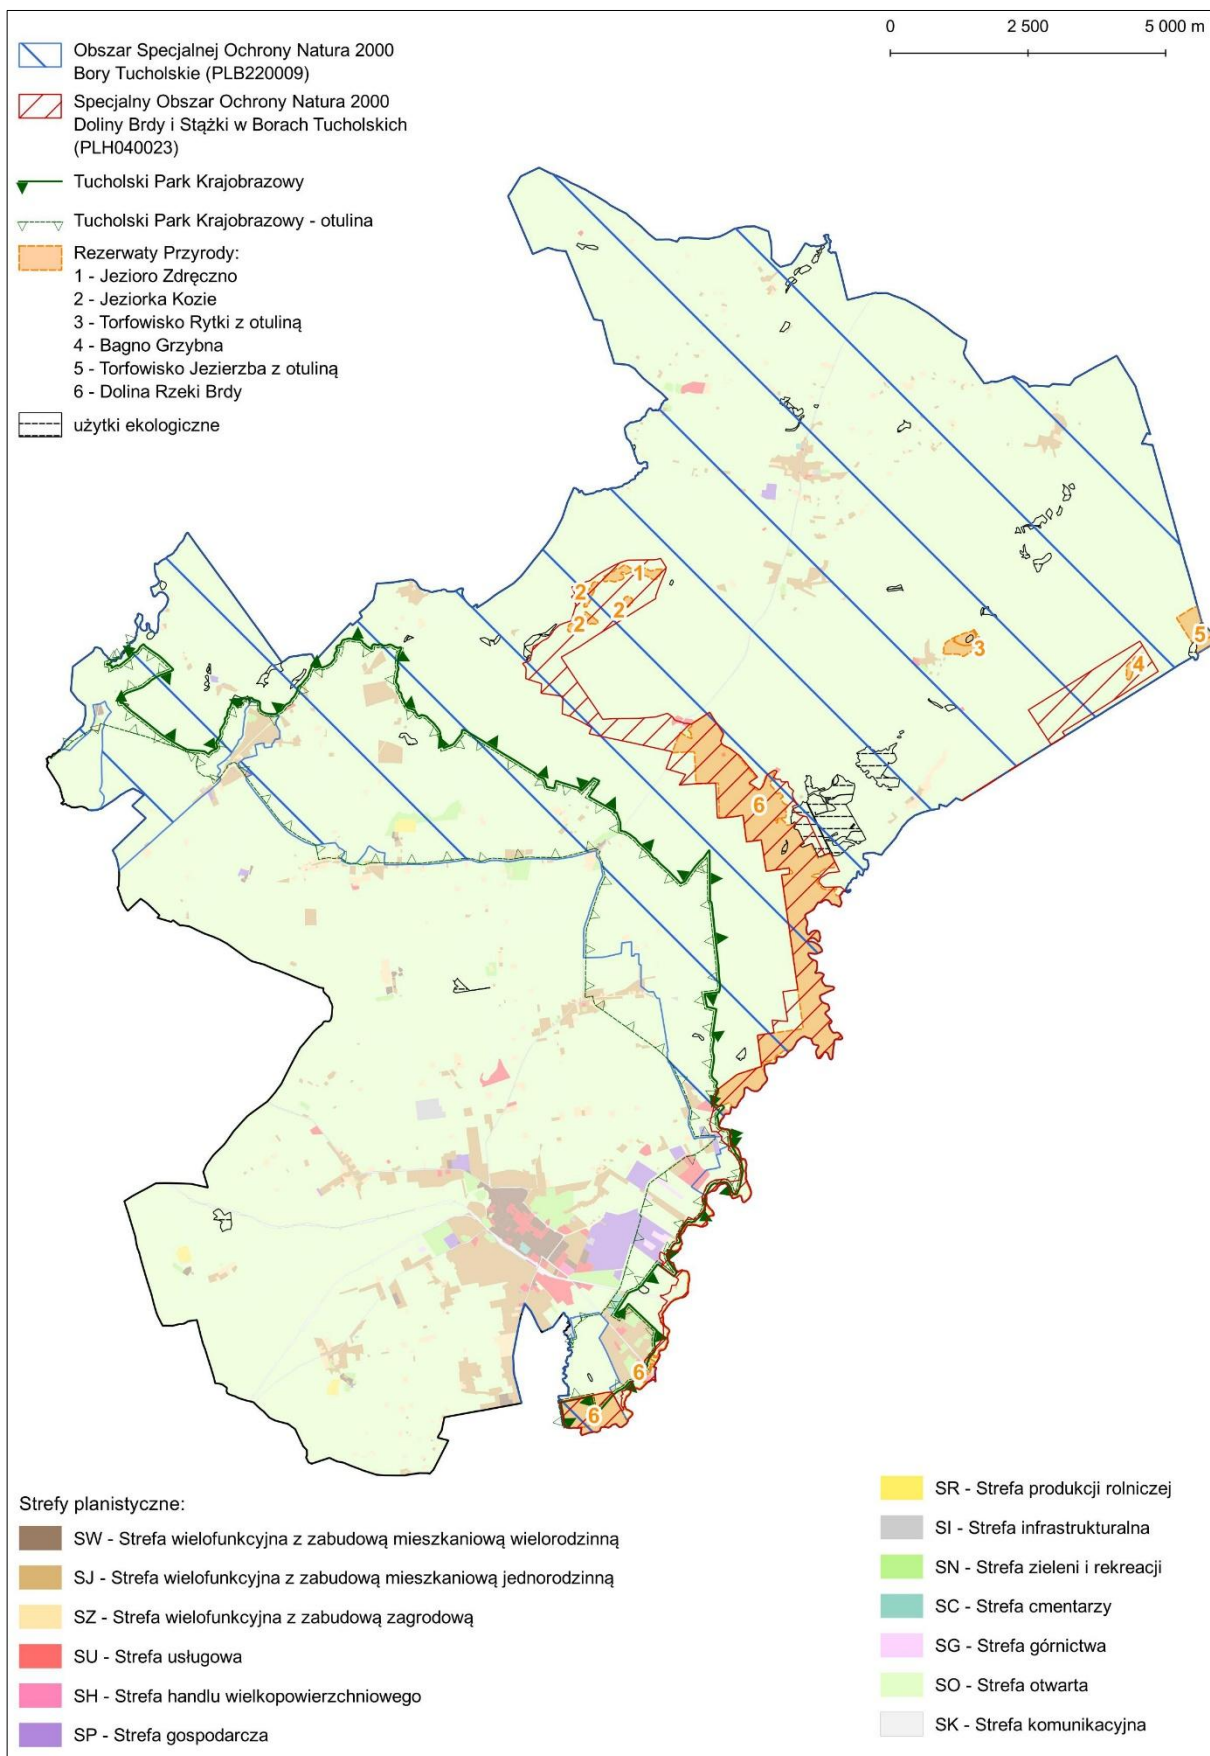 0 2 500 5 000 m
Obszar Specjalnej Ochrony Natura 2000
Bory Tucholskie (PLB220009)
Specjalny Obszar Ochrony Natura 2000
Doliny Brdy i Stążki w Borach Tucholskich
(PLH040023)
Tucholski Park Krajobrazowy
Tucholski Park Krajobrazowy - otulina
Rezerwaty Przyrody:
1 - Jezioro Zdręczno
2 - Jeziorka Kozie
3 - Torfowisko Rytki z otuliną
4 - Bagno Grzybna
5 - Torfowisko Jezierzba z otuliną
6 - Dolina Rzeki Brdy
użytki ekologiczne
1
2
2
2
5
3
4
6
6
6
Strefy planistyczne:
SW - Strefa wielofunkcyjna z zabudową mieszkaniową wielorodzinną
SJ - Strefa wielofunkcyjna z zabudową mieszkaniową jednorodzinną
SZ - Strefa wielofunkcyjna z zabudową zagrodową
SU - Strefa usługowa
SH - Strefa handlu wielkopowierzchniowego
SP - Strefa gospodarcza
SR - Strefa produkcji rolniczej
SI - Strefa infrastrukturalna
SN - Strefa zieleni i rekreacji
SC - Strefa cmentarzy
SG - Strefa górnictwa
SO - Strefa otwarta
SK - Strefa komunikacyjna